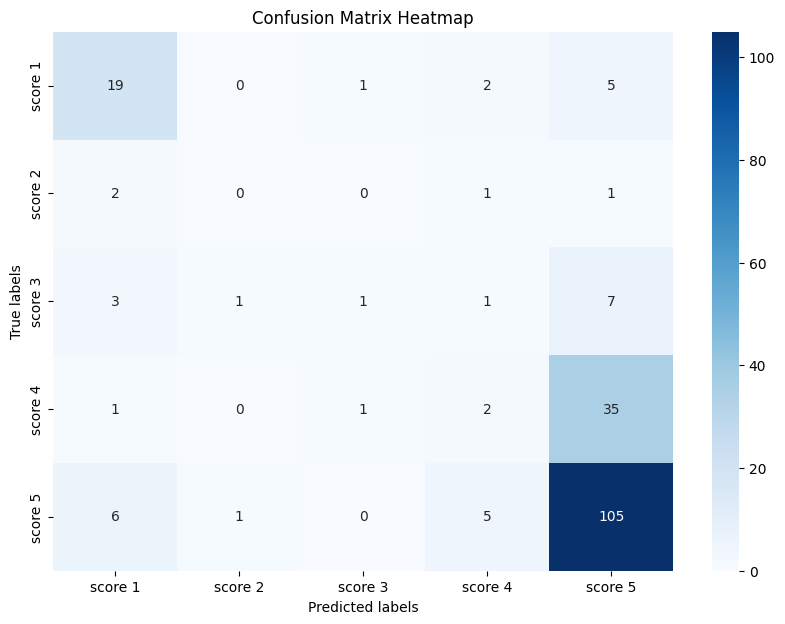 Confusion Matrix Heatmap
True labels
score 1
19 0 1 2 5
score 2
2 0 0 1 1
score 3
3 1 1 1 7
score 4
1 0 1 2 35
score 5
6 1 0 5 105
score 1 score 2 score 3 score 4 score 5
Predicted labels
100
80
60
40
20
0